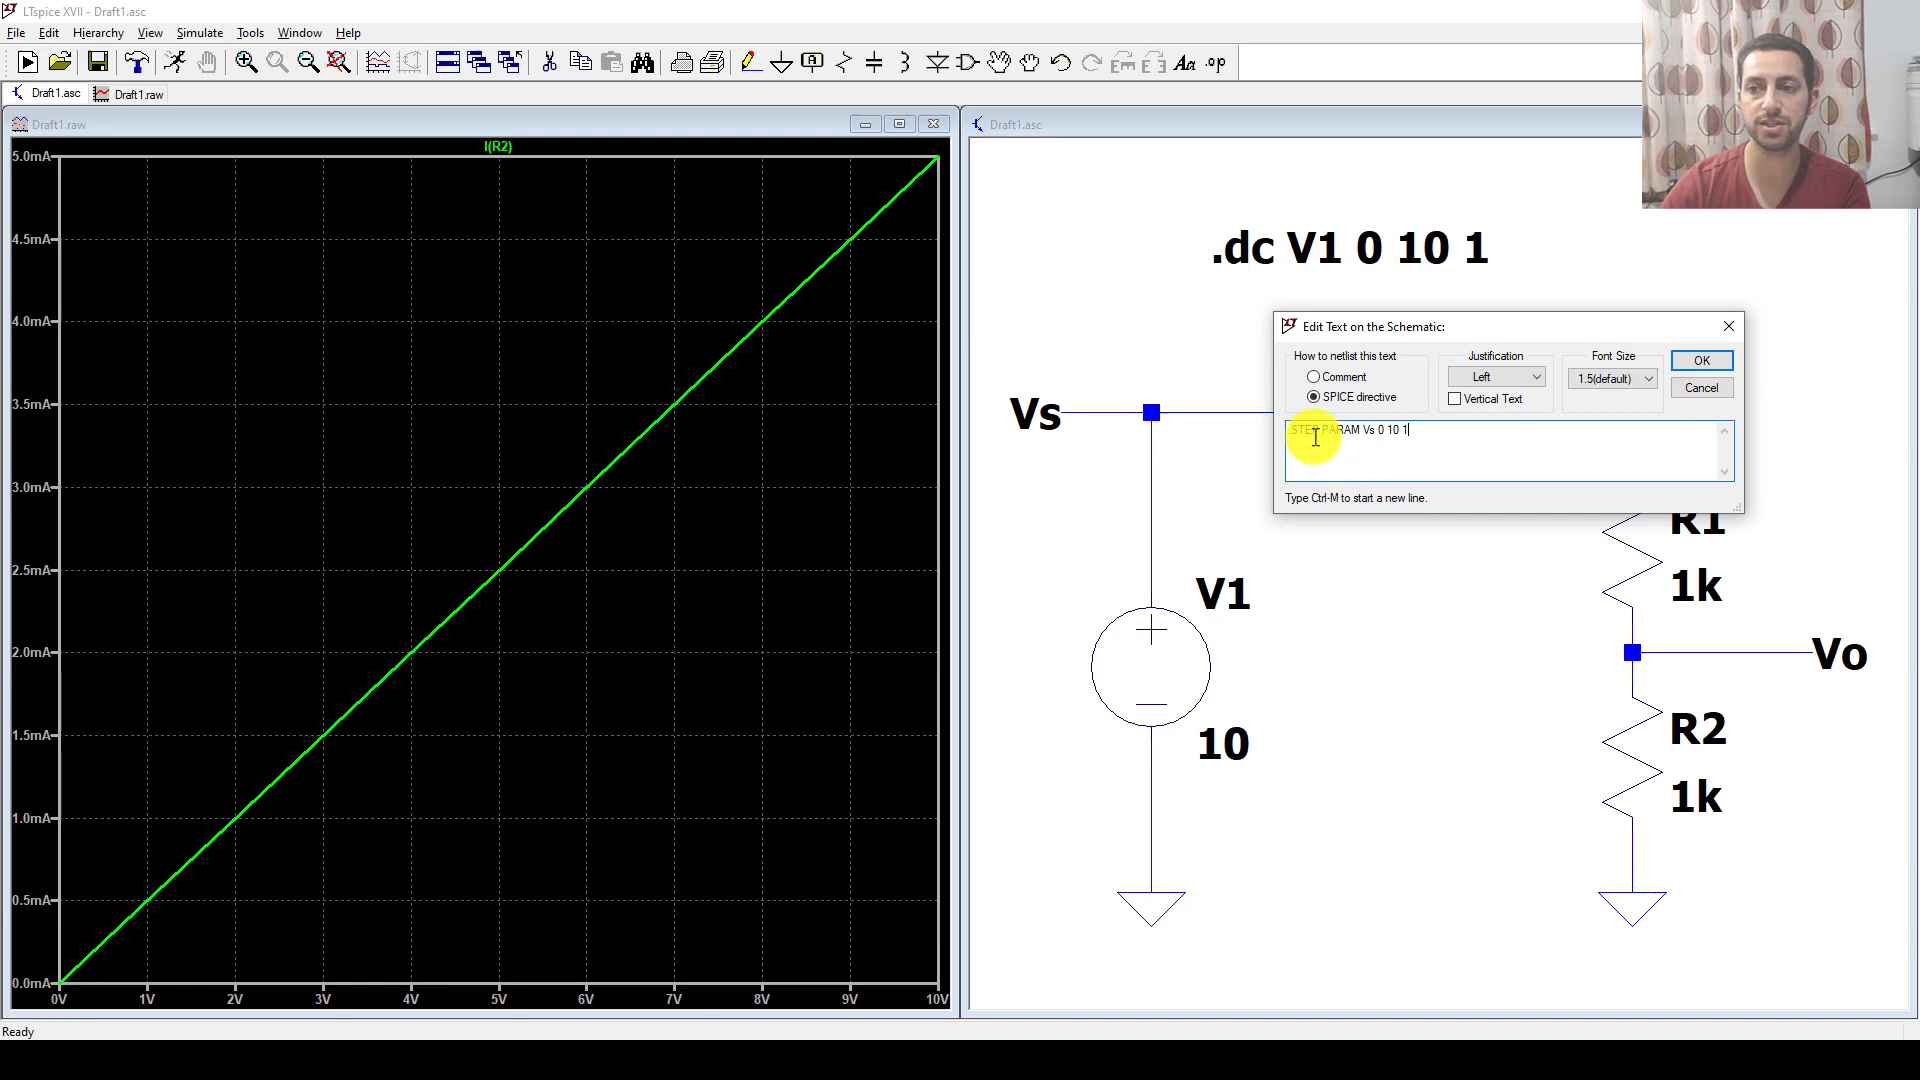 LTspice XVII - Draft1.asc
File Edit Hierarchy View Simulate Tools Window Help
Draft1.asc Draft1.raw
Draft1.raw
I(R2)
5.0mA
4.5mA
4.0mA
3.5mA
3.0mA
2.5mA
2.0mA
1.5mA
1.0mA
0.5mA
0.0mA
0V 1V 2V 3V 4V 5V 6V 7V 8V 9V 10V
Draft1.asc
.dc V1 0 10 1
Edit Text on the Schematic:
How to netlist this text
Comment
SPICE directive
Justification
Left
Vertical Text
Font Size
1.5(default)
OK
Cancel
.STEP PARAM Vs 0 10 1
Type Ctrl-M to start a new line.
Vs
V1
10
R1
1k
Vo
R2
1k
Ready